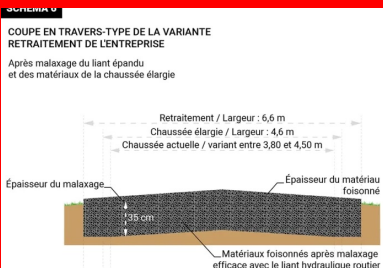 SCHÉMA 6
COUPE EN TRAVERS-TYPE DE LA VARIANTE
RETRAITEMENT DE L'ENTREPRISE
Après malaxage du liant épandu
et des matériaux de la chaussée élargie
Retraitement / Largeur : 6,6 m
Chaussée élargie / Largeur : 4,6 m
Chaussée actuelle / variant entre 3,80 et 4,50 m
Épaisseur du malaxage
Épaisseur du matériau
foisonné
35 cm
Matériaux foisonnés après malaxage
efficace avec le liant hydraulique routier